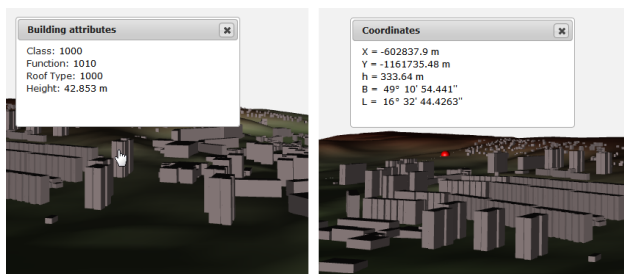 Building attributes
Class: 1000
Function: 1010
Roof Type: 1000
Height: 42.853 m
Coordinates
X = -602837.9 m
Y = -1161735.48 m
h = 333.64 m
B = 49° 10' 54.441"
L = 16° 32' 44.4263"